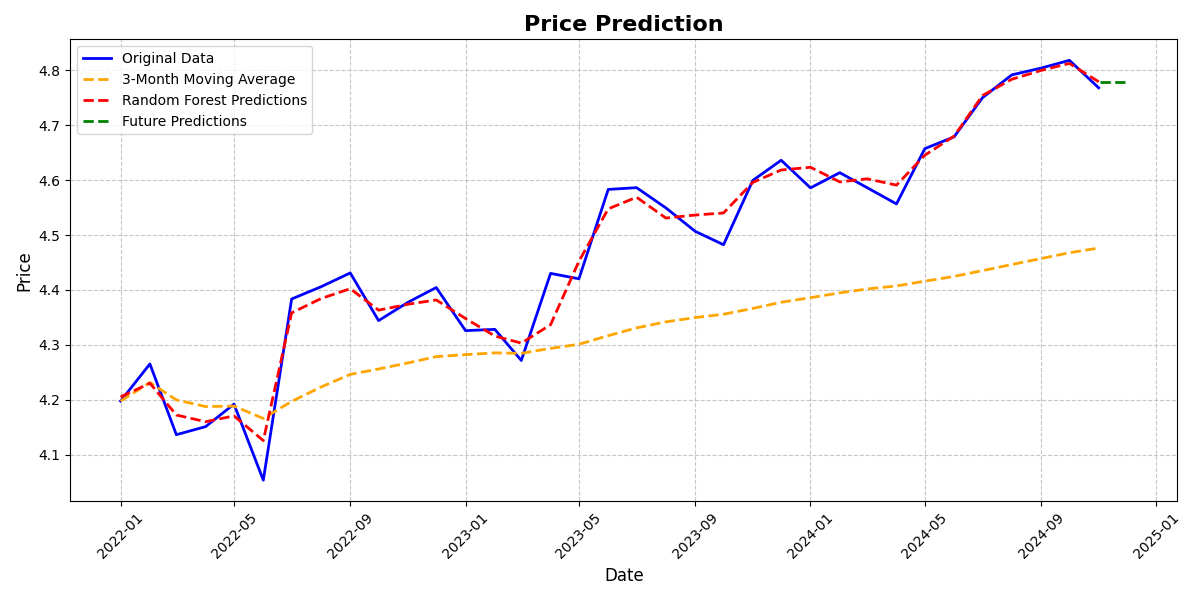 Price Prediction
Original Data
3-Month Moving Average
Random Forest Predictions
Future Predictions
Price
4.8
4.7
4.6
4.5
4.4
4.3
4.2
4.1
2022-01
2022-05
2022-09
2023-01
2023-05
2023-09
2024-01
2024-05
2024-09
2025-01
Date